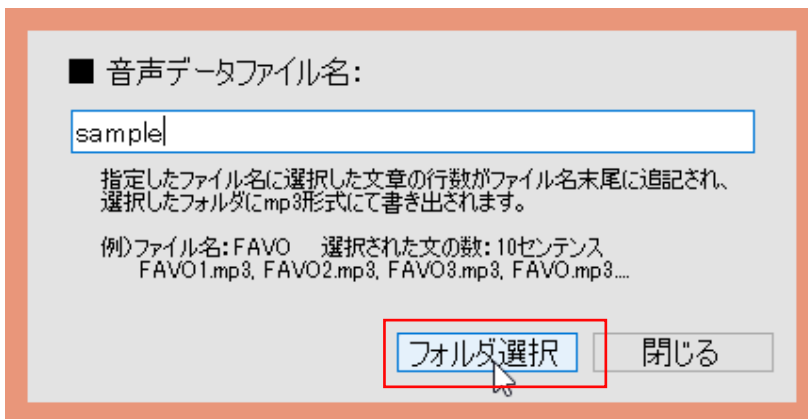 ■ 音声データファイル名:
sample
指定したファイル名に選択した文章の行数がファイル名末尾に追記され、
選択したフォルダにmp3形式にて書き出されます。
例)ファイル名:FAVO 選択された文の数:10センテンス
FAVO1.mp3, FAVO2.mp3, FAVO3.mp3, FAVO.mp3....
フォルダ選択 閉じる